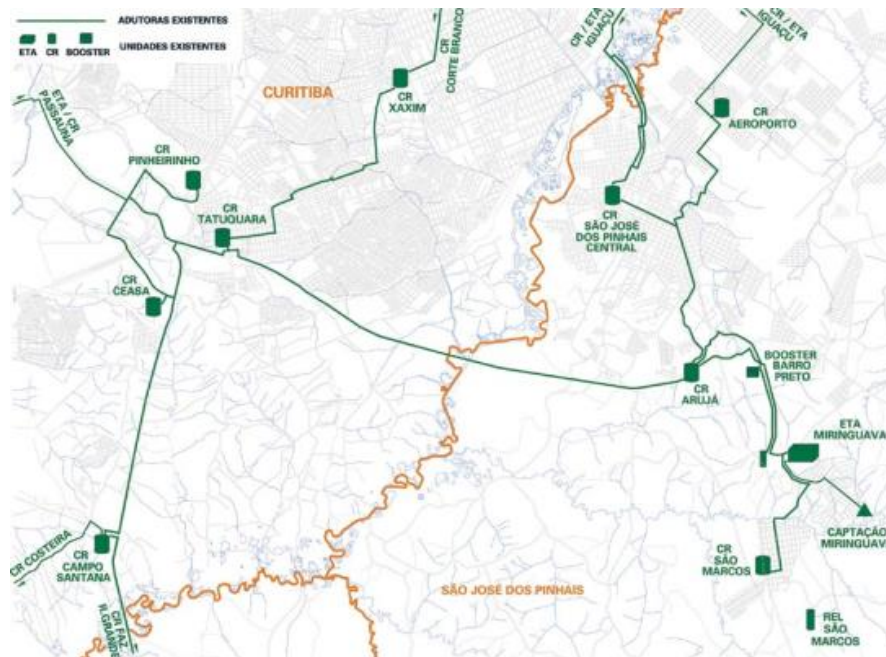 ADUTORAS EXISTENTES
ETA CR BOOSTER
UNIDADES EXISTENTES
CURITIBA
ETA / CR
PASSAÚNA
CR
PINHEIRINHO
CR
TATUQUARA
CR
CEASA
CR
XAXIM
CR
CORTE BRANCO
CR / ETA
IGUAÇU
CR / ETA
IGUAÇU
CR
AEROPORTO
CR
SÃO JOSÉ
DOS PINHAIS
CENTRAL
CR
ARUJÁ
BOOSTER
BARRO
PRETO
ETA
MIRINGUAVA
CAPTAÇÃO
MIRINGUAVA
CR
SÃO
MARCOS
REL
SÃO
MARCOS
SÃO JOSÉ DOS PINHAIS
CR COSTEIRA
CR
CAMPO
SANTANA
CR FAZ.
R.GRANDE